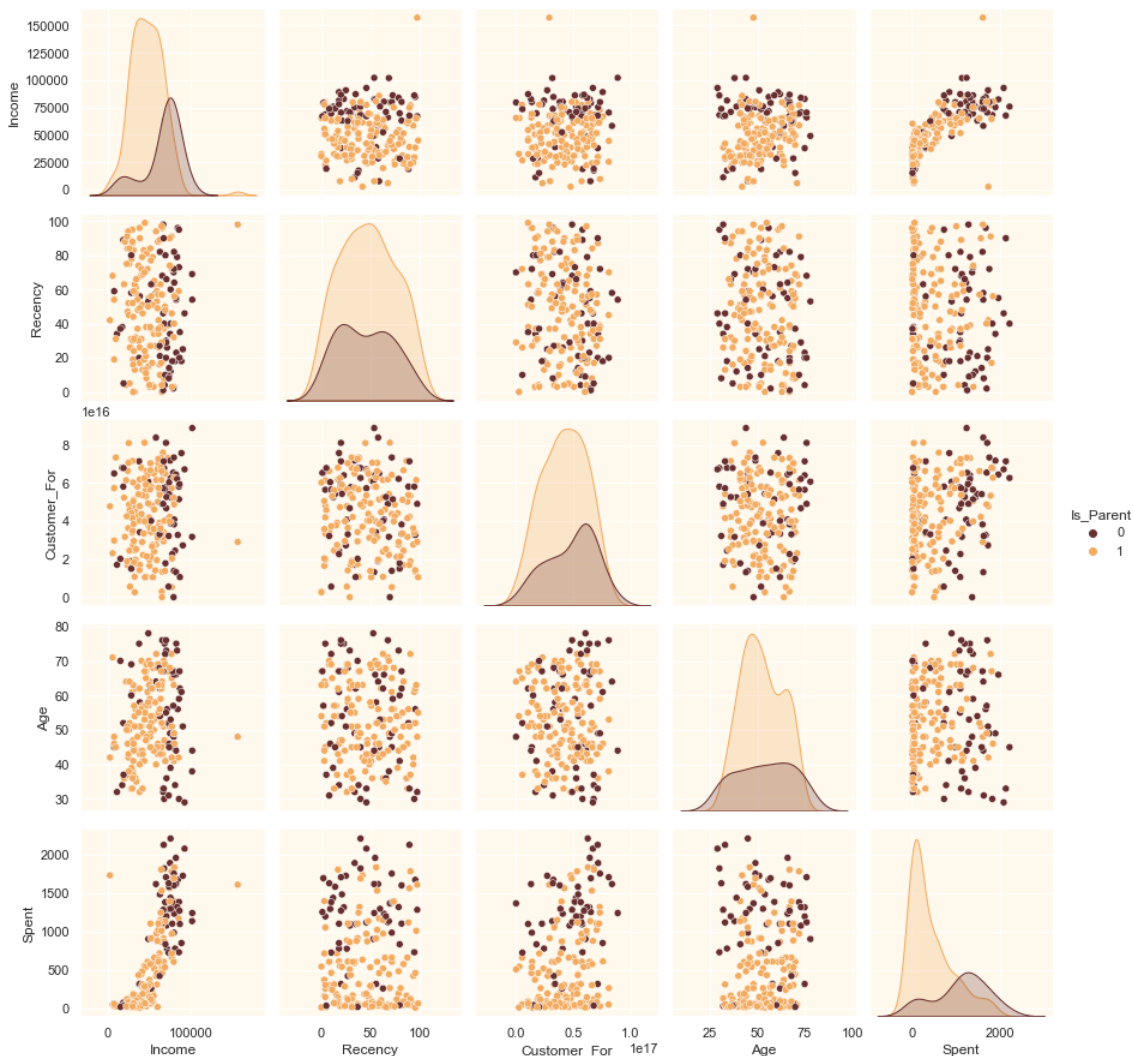 150000
125000
100000
75000
50000
25000
0
Income
100
80
60
40
20
0
Recency
1e16
8
6
4
2
0
Customer_For
Is_Parent
0
1
80
70
60
50
40
30
Age
2000
1500
1000
500
0
Spent
0 100000
Income
0 50 100
Recency
0.0 0.5 1.0
1e17
Customer_For
25 50 75 100
Age
0 2000
Spent